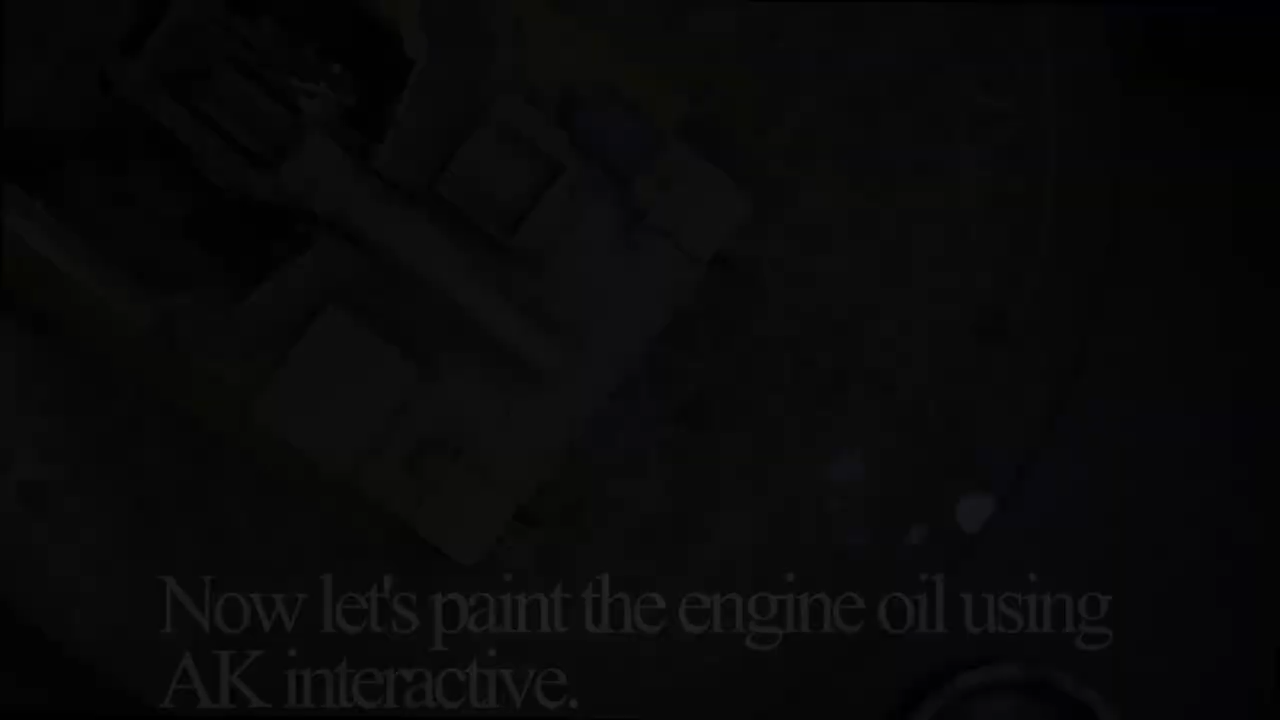 Now let's paint the engine oil using
AK interactive.